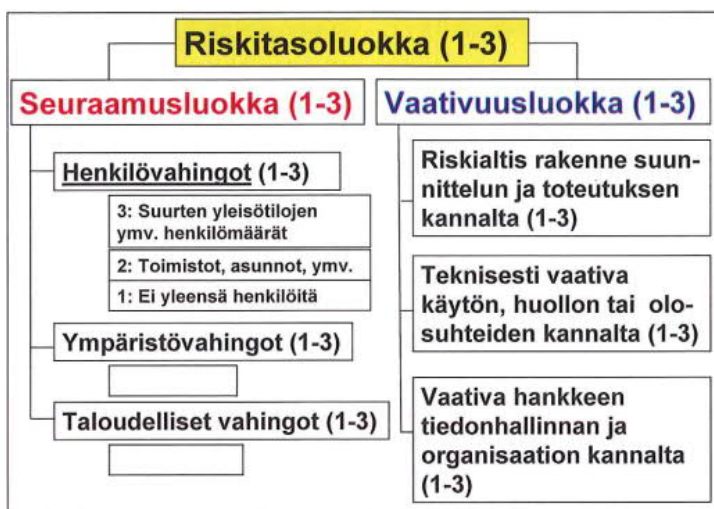 Riskitasoluokka (1-3)
Seuraamusluokka (1-3)
Henkilövahingot (1-3)
3: Suurten yleisötilojen
ymv. henkilömäärät
2: Toimistot, asunnot, ymv.
1: Ei yleensä henkilöitä
Ympäristövahingot (1-3)
Taloudelliset vahingot (1-3)
Vaativuusluokka (1-3)
Riskialtis rakenne suun-
nittelun ja toteutuksen
kannalta (1-3)
Teknisesti vaativa
käytön, huollon tai olo-
suhteiden kannalta (1-3)
Vaativa hankkeen
tiedonhallinnan ja
organisaation kannalta
(1-3)